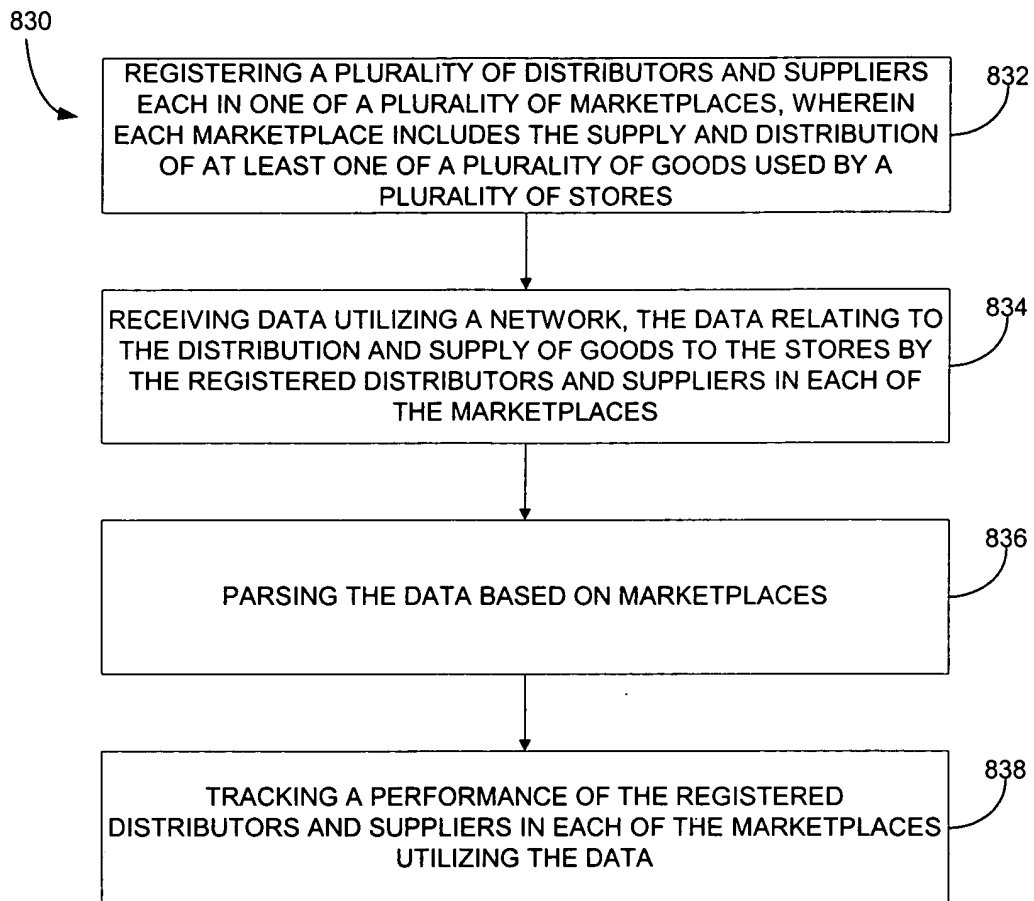 830
REGISTERING A PLURALITY OF DISTRIBUTORS AND SUPPLIERS
EACH IN ONE OF A PLURALITY OF MARKETPLACES, WHEREIN
EACH MARKETPLACE INCLUDES THE SUPPLY AND DISTRIBUTION
OF AT LEAST ONE OF A PLURALITY OF GOODS USED BY A
PLURALITY OF STORES
832
RECEIVING DATA UTILIZING A NETWORK, THE DATA RELATING TO
THE DISTRIBUTION AND SUPPLY OF GOODS TO THE STORES BY
THE REGISTERED DISTRIBUTORS AND SUPPLIERS IN EACH OF
THE MARKETPLACES
834
PARSING THE DATA BASED ON MARKETPLACES
836
TRACKING A PERFORMANCE OF THE REGISTERED
DISTRIBUTORS AND SUPPLIERS IN EACH OF THE MARKETPLACES
UTILIZING THE DATA
838